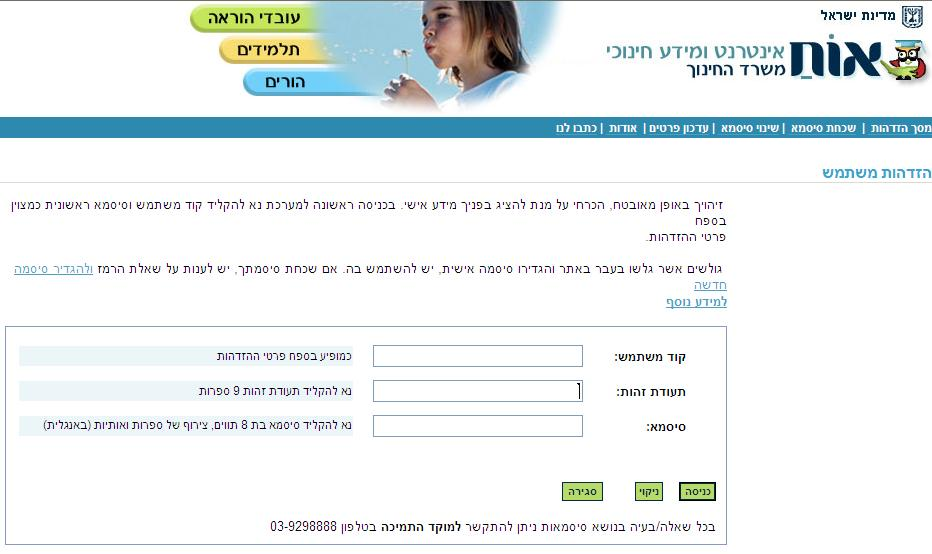 מדינת ישראל
אוח אינטרנט ומידע חינוכי
משרד החינוך
עובדי הוראה
תלמידים
הורים
מסך הזדהות | שכחת סיסמא | שינוי סיסמא | עדכון פרטים | אודות | כתבו לנו
הזדהות משתמש
זיהויך באופן מאובטח, הכרחי על מנת להציג בפניך מידע אישי. בכניסה ראשונה למערכת נא להקליד קוד משתמש וסיסמא ראשונית כמצוין
בספח
פרטי ההזדהות.
גולשים אשר גלשו בעבר באתר והגדירו סיסמה אישית, יש להשתמש בה. אם שכחת סיסמתך, יש לענות על שאלת הרמז ולהגדיר סיסמה
חדשה
למידע נוסף
קוד משתמש: כמופיע בספח פרטי ההזדהות
תעודת זהות: נא להקליד תעודת זהות 9 ספרות
סיסמא: נא להקליד סיסמא בת 8 תווים, צירוף של ספרות ואותיות (באנגלית)
כניסה ניקוי סגירה
בכל שאלה/בעיה בנושא סיסמאות ניתן להתקשר למוקד התמיכה בטלפון 03-9298888